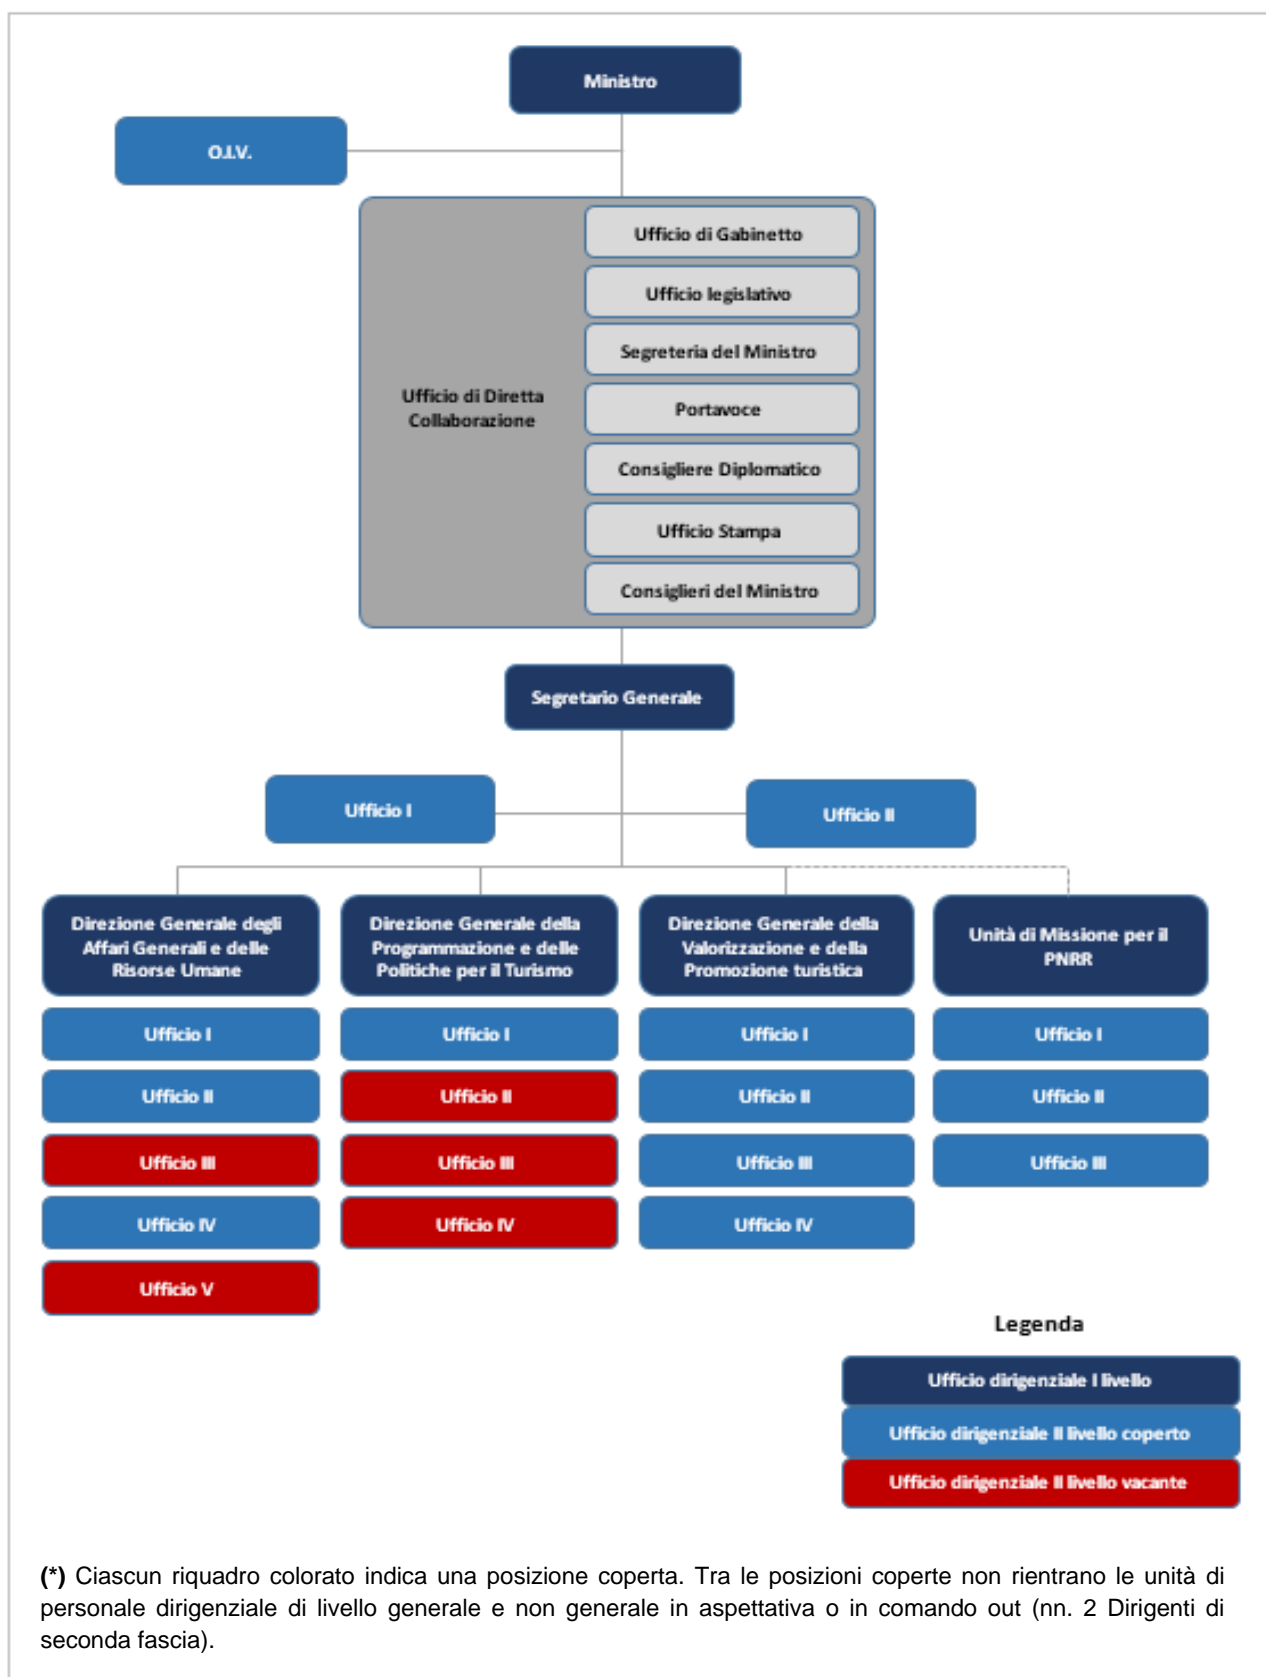 Ministro
O.I.V.
Ufficio di Diretta
Collaborazione
Ufficio di Gabinetto
Ufficio legislativo
Segreteria del Ministro
Portavoce
Consigliere Diplomatico
Ufficio Stampa
Consiglieri del Ministro
Segretario Generale
Ufficio I
Ufficio II
Direzione Generale degli
Affari Generali e delle
Risorse Umane
Ufficio I
Ufficio II
Ufficio III
Ufficio IV
Ufficio V
Direzione Generale della
Programmazione e delle
Politiche per il Turismo
Ufficio I
Ufficio II
Ufficio III
Ufficio IV
Direzione Generale della
Valorizzazione e della
Promozione turistica
Ufficio I
Ufficio II
Ufficio III
Ufficio IV
Unità di Missione per il
PNRR
Ufficio I
Ufficio II
Ufficio III
Legenda
Ufficio dirigenziale I livello
Ufficio dirigenziale II livello coperto
Ufficio dirigenziale II livello vacante
(*) Ciascun riquadro colorato indica una posizione coperta. Tra le posizioni coperte non rientrano le unità di
personale dirigenziale di livello generale e non generale in aspettativa o in comando out (nn. 2 Dirigenti di
seconda fascia).